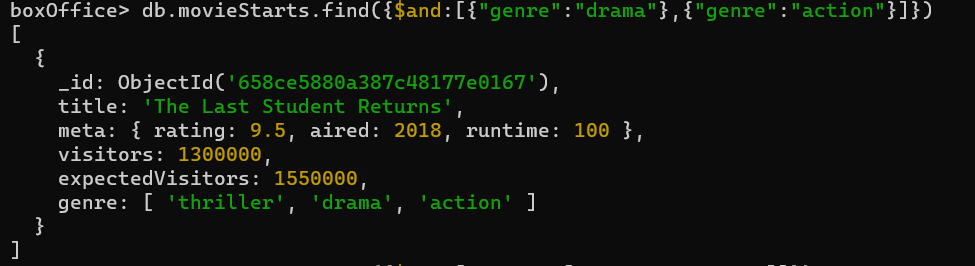 boxOffice> db.movieStarts.find({$and:[{"genre":"drama"},{"genre":"action"}]})
[
  {
    _id: ObjectId('658ce5880a387c48177e0167'),
    title: 'The Last Student Returns',
    meta: { rating: 9.5, aired: 2018, runtime: 100 },
    visitors: 1300000,
    expectedVisitors: 1550000,
    genre: [ 'thriller', 'drama', 'action' ]
  }
]